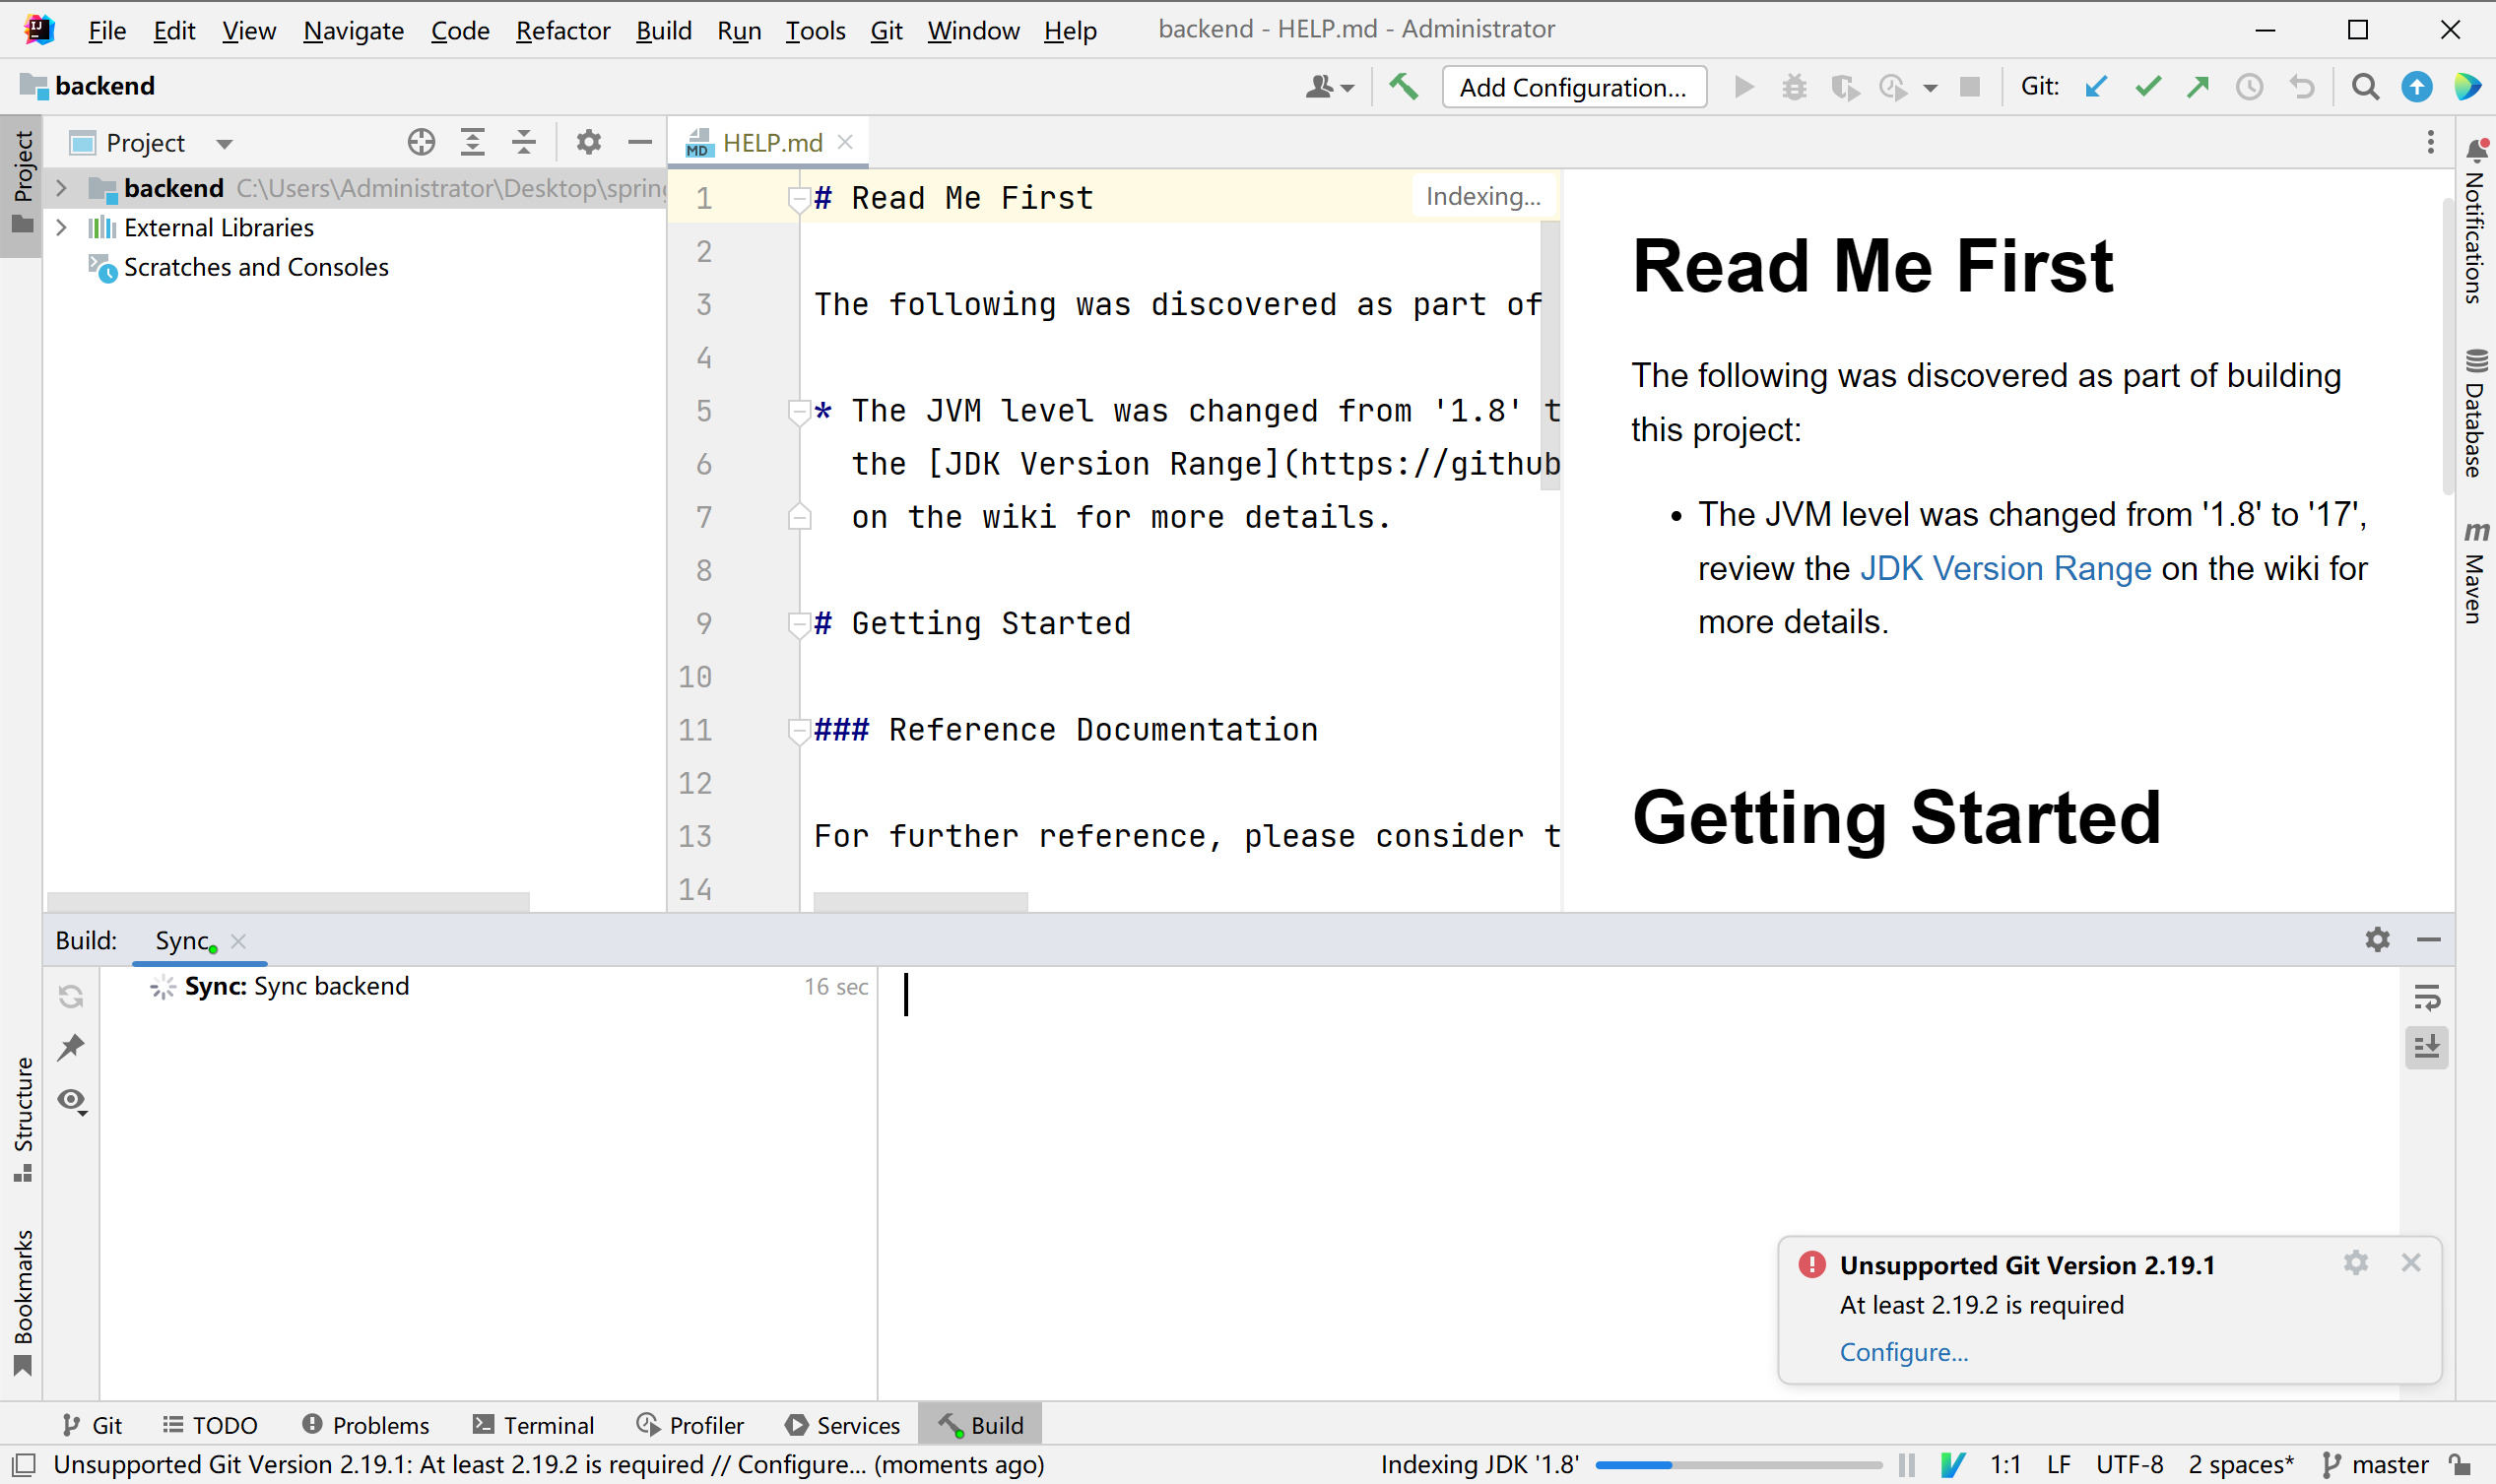 File Edit View Navigate Code Refactor Build Run Tools Git Window Help backend - HELP.md - Administrator
backend Add Configuration... Git:
Project
Project
HELP.md
backend C:\Users\Administrator\Desktop\spring
External Libraries
Scratches and Consoles
1 # Read Me First
Indexing...
2
3 The following was discovered as part of
4
5 * The JVM level was changed from '1.8' t
6 the [JDK Version Range](https://github
7 on the wiki for more details.
8
9 # Getting Started
10
11 ### Reference Documentation
12
13 For further reference, please consider t
14
Read Me First
The following was discovered as part of building
this project:
• The JVM level was changed from '1.8' to '17',
review the JDK Version Range on the wiki for
more details.
Getting Started
Notifications
Database
m Maven
Build: Sync
Sync: Sync backend 16 sec
Structure
Bookmarks
Unsupported Git Version 2.19.1
At least 2.19.2 is required
Configure...
Git TODO Problems Terminal Profiler Services Build
Unsupported Git Version 2.19.1: At least 2.19.2 is required // Configure... (moments ago) Indexing JDK '1.8' 1:1 LF UTF-8 2 spaces* master